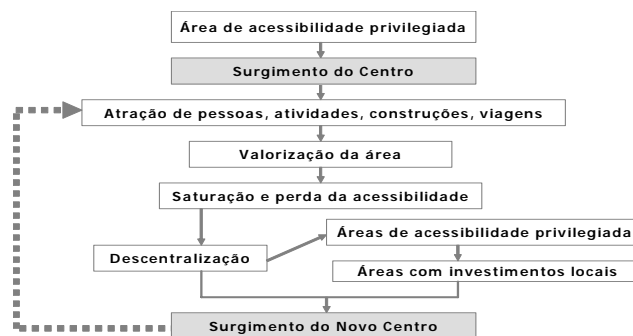 Área de acessibilidade privilegiada
Surgimento do Centro
Atração de pessoas, atividades, construções, viagens
Valorização da área
Saturação e perda da acessibilidade
Áreas de acessibilidade privilegiada
Descentralização
Áreas com investimentos locais
Surgimento do Novo Centro